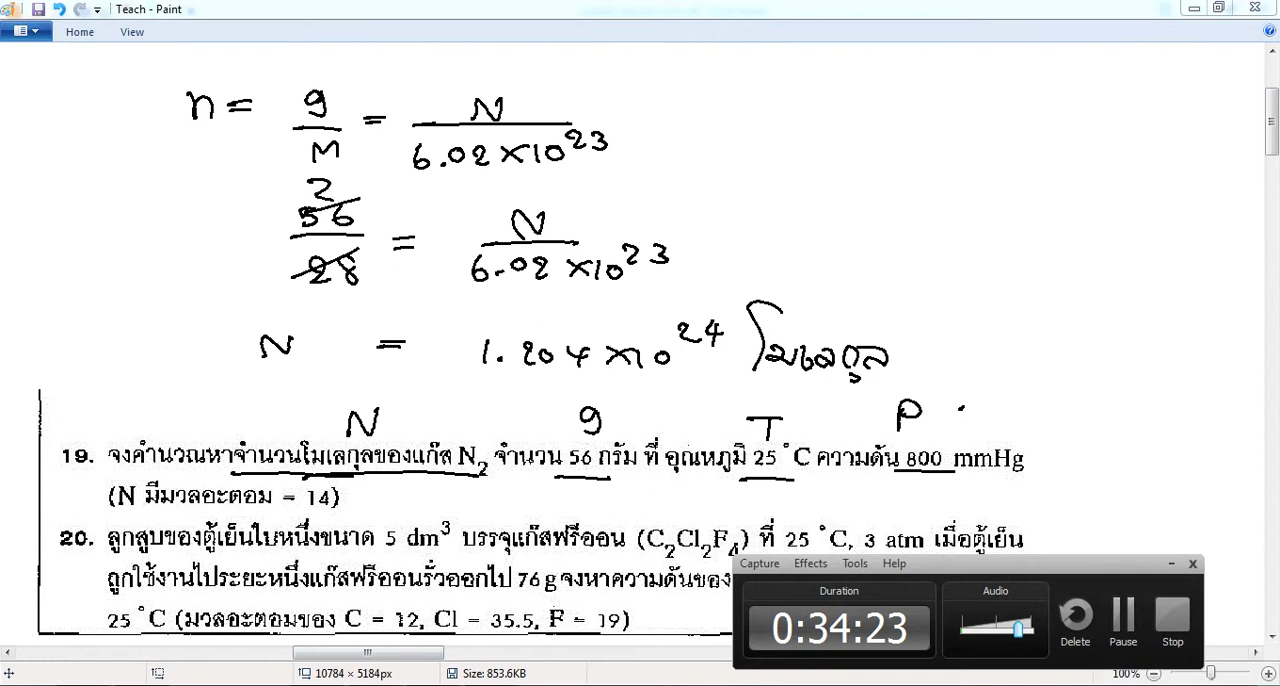 Teach - Paint
Home View
n = g/M = N/6.02×10²³
2
56/28 = N/6.02×10²³
N = 1.204×10²⁴ โมเลกุล
N g T P
19. จงคำนวณหาจำนวนโมเลกุลของแก๊ส N₂ จำนวน 56 กรัม ที่ อุณหภูมิ 25 °C ความดัน 800 mmHg
(N มีมวลอะตอม = 14)
20. ลูกสูบของตู้เย็นใบหนึ่งขนาด 5 dm³ บรรจุแก๊สฟรีออน (C₂Cl₂F₄) ที่ 25 °C, 3 atm เมื่อตู้เย็น
ถูกใช้งานไประยะหนึ่งแก๊สฟรีออนรั่วออกไป 76 g จงหาความดันของ
25 °C (มวลอะตอมของ C = 12, Cl = 35.5, F = 19)
Capture Effects Tools Help
Duration Audio
0:34:23
Delete Pause Stop
10784 × 5184px Size: 853.6KB 100%